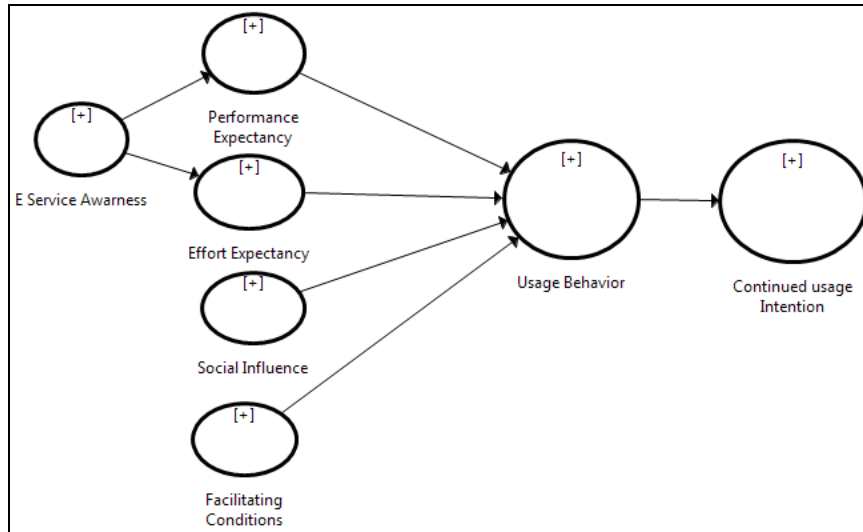 [+]
Performance
Expectancy
[+]
E Service Awarness
[+]
Effort Expectancy
[+]
Social Influence
[+]
Facilitating
Conditions
[+]
Usage Behavior
[+]
Continued usage
Intention